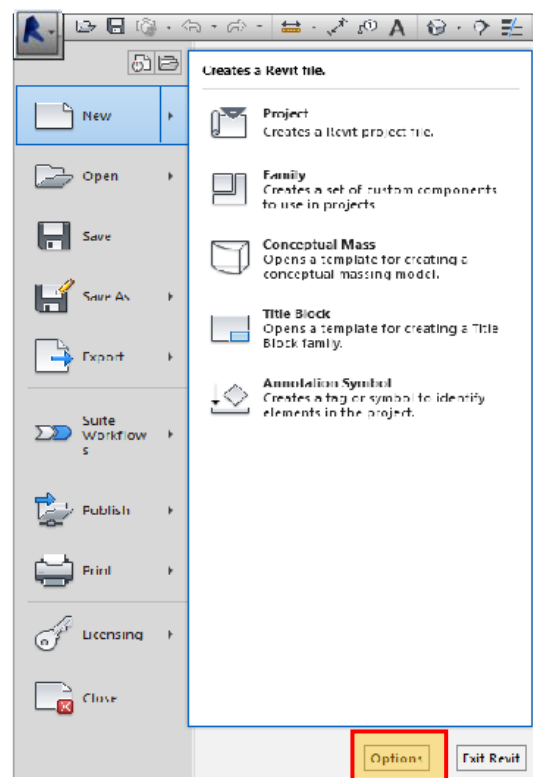 Creates a Revit file.
New
Project
Creates a Revit project file.
Open
Family
Creates a set of custom components
to use in projects
Save
Conceptual Mass
Opens a template for creating a
conceptual massing model.
Save As
Title Block
Opens a template for creating a Title
Block family.
Export
Annotation Symbol
Creates a tag or symbol to identify
elements in the project.
Suite
Workflow
s
Publish
Print
Licensing
Close
Options
Exit Revit